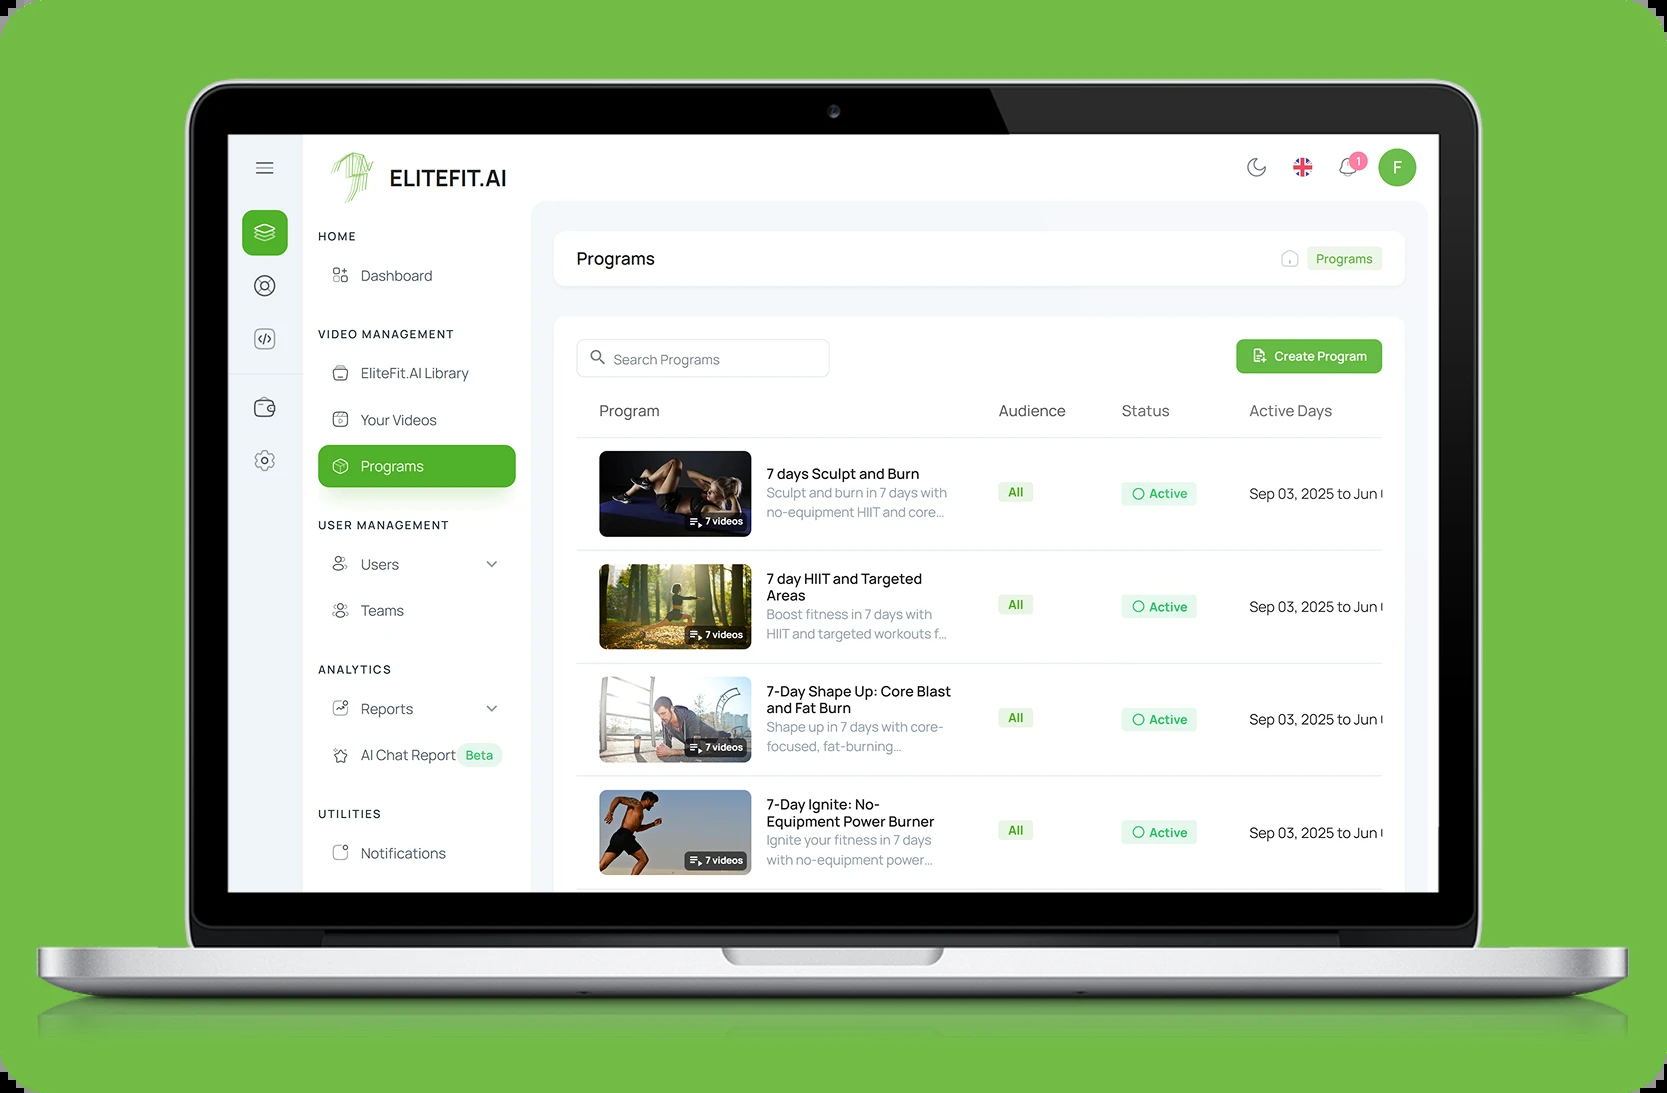 ELITEFIT.AI
1
F
HOME
Dashboard
VIDEO MANAGEMENT
EliteFit.AI Library
Your Videos
Programs
USER MANAGEMENT
Users
Teams
ANALYTICS
Reports
AI Chat Report Beta
UTILITIES
Notifications
Programs
Programs
Search Programs
Create Program
Program
Audience
Status
Active Days
7 videos
7 days Sculpt and Burn
Sculpt and burn in 7 days with
no-equipment HIIT and core...
All
Active
Sep 03, 2025 to Jun
7 videos
7 day HIIT and Targeted
Areas
Boost fitness in 7 days with
HIIT and targeted workouts f...
All
Active
Sep 03, 2025 to Jun
7 videos
7-Day Shape Up: Core Blast
and Fat Burn
Shape up in 7 days with core-
focused, fat-burning...
All
Active
Sep 03, 2025 to Jun
7 videos
7-Day Ignite: No-
Equipment Power Burner
Ignite your fitness in 7 days
with no-equipment power...
All
Active
Sep 03, 2025 to Jun